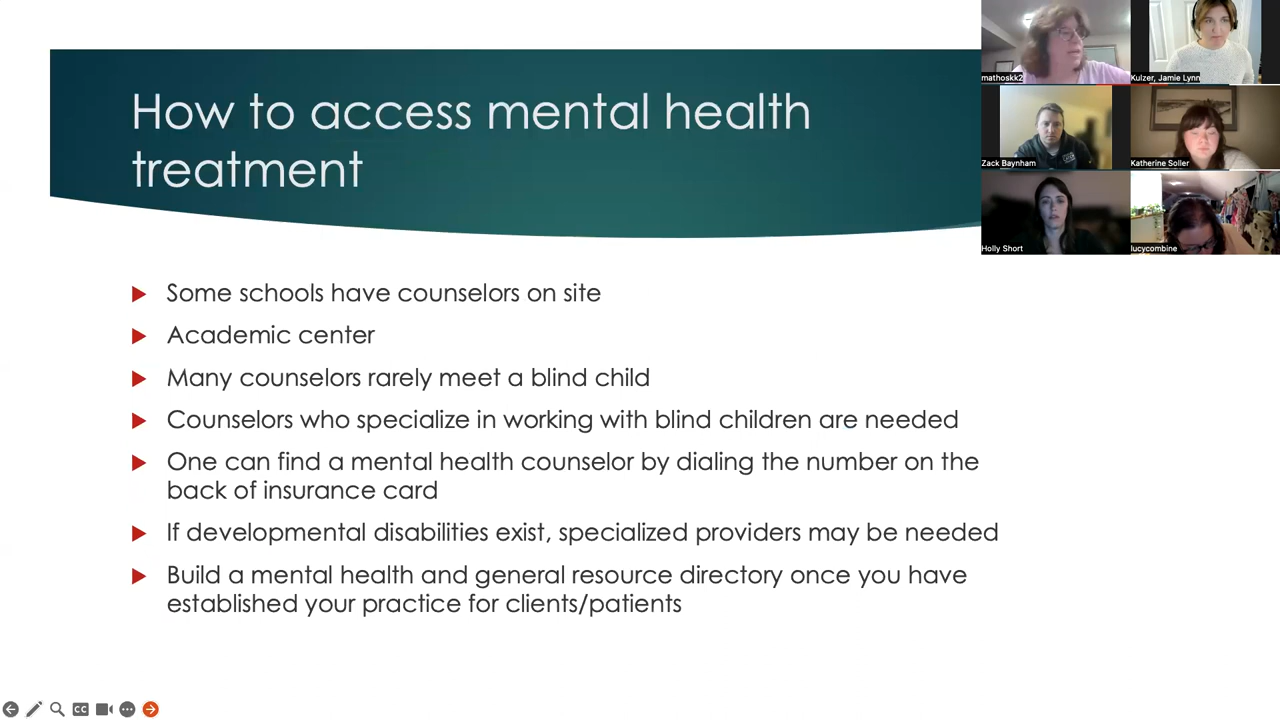 How to access mental health
treatment
mathoskk2
Kulzer, Jamie Lynn
Zack Baynham
Katherine Soller
Holly Short
lucycombine
Some schools have counselors on site
Academic center
Many counselors rarely meet a blind child
Counselors who specialize in working with blind children are needed
One can find a mental health counselor by dialing the number on the
back of insurance card
If developmental disabilities exist, specialized providers may be needed
Build a mental health and general resource directory once you have
established your practice for clients/patients
CC